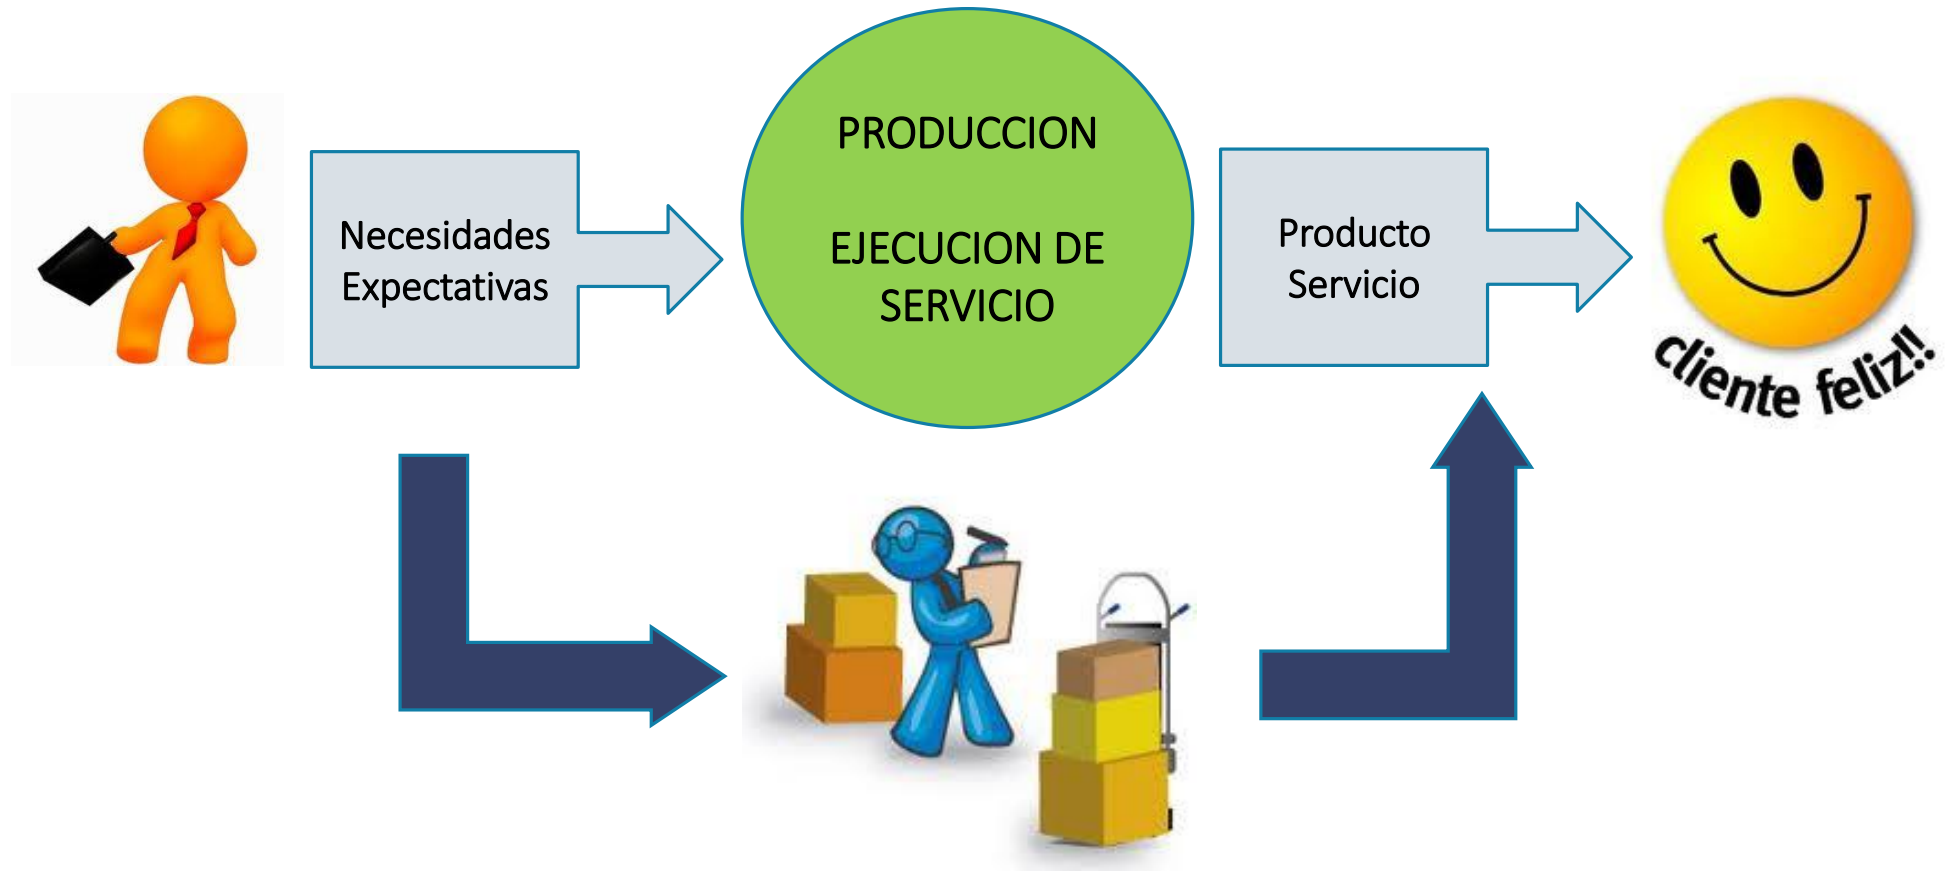 Necesidades
Expectativas
PRODUCCION
EJECUCION DE
SERVICIO
Producto
Servicio
cliente feliz!!